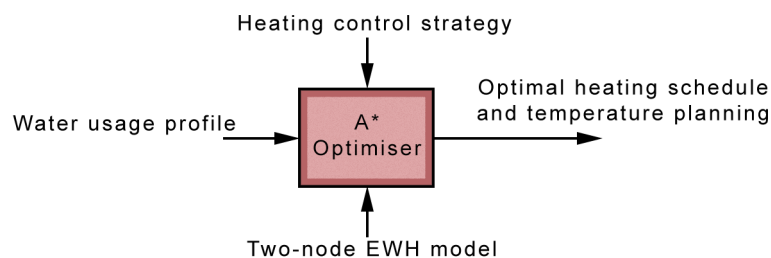 Heating control strategy
Optimal heating schedule
and temperature planning
Water usage profile
A*
Optimiser
Two-node EWH model